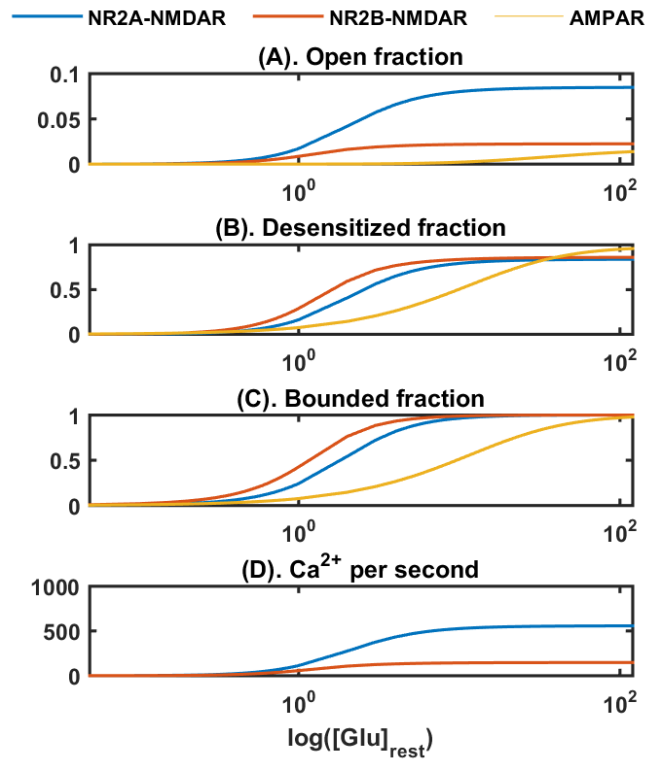 NR2A-NMDAR NR2B-NMDAR AMPAR
(A). Open fraction
0.1
0.05
0
10^0 10^2
(B). Desensitized fraction
1
0.5
0
10^0 10^2
(C). Bounded fraction
1
0.5
0
10^0 10^2
(D). Ca^2+ per second
1000
500
0
10^0 10^2
log([Glu]_rest)